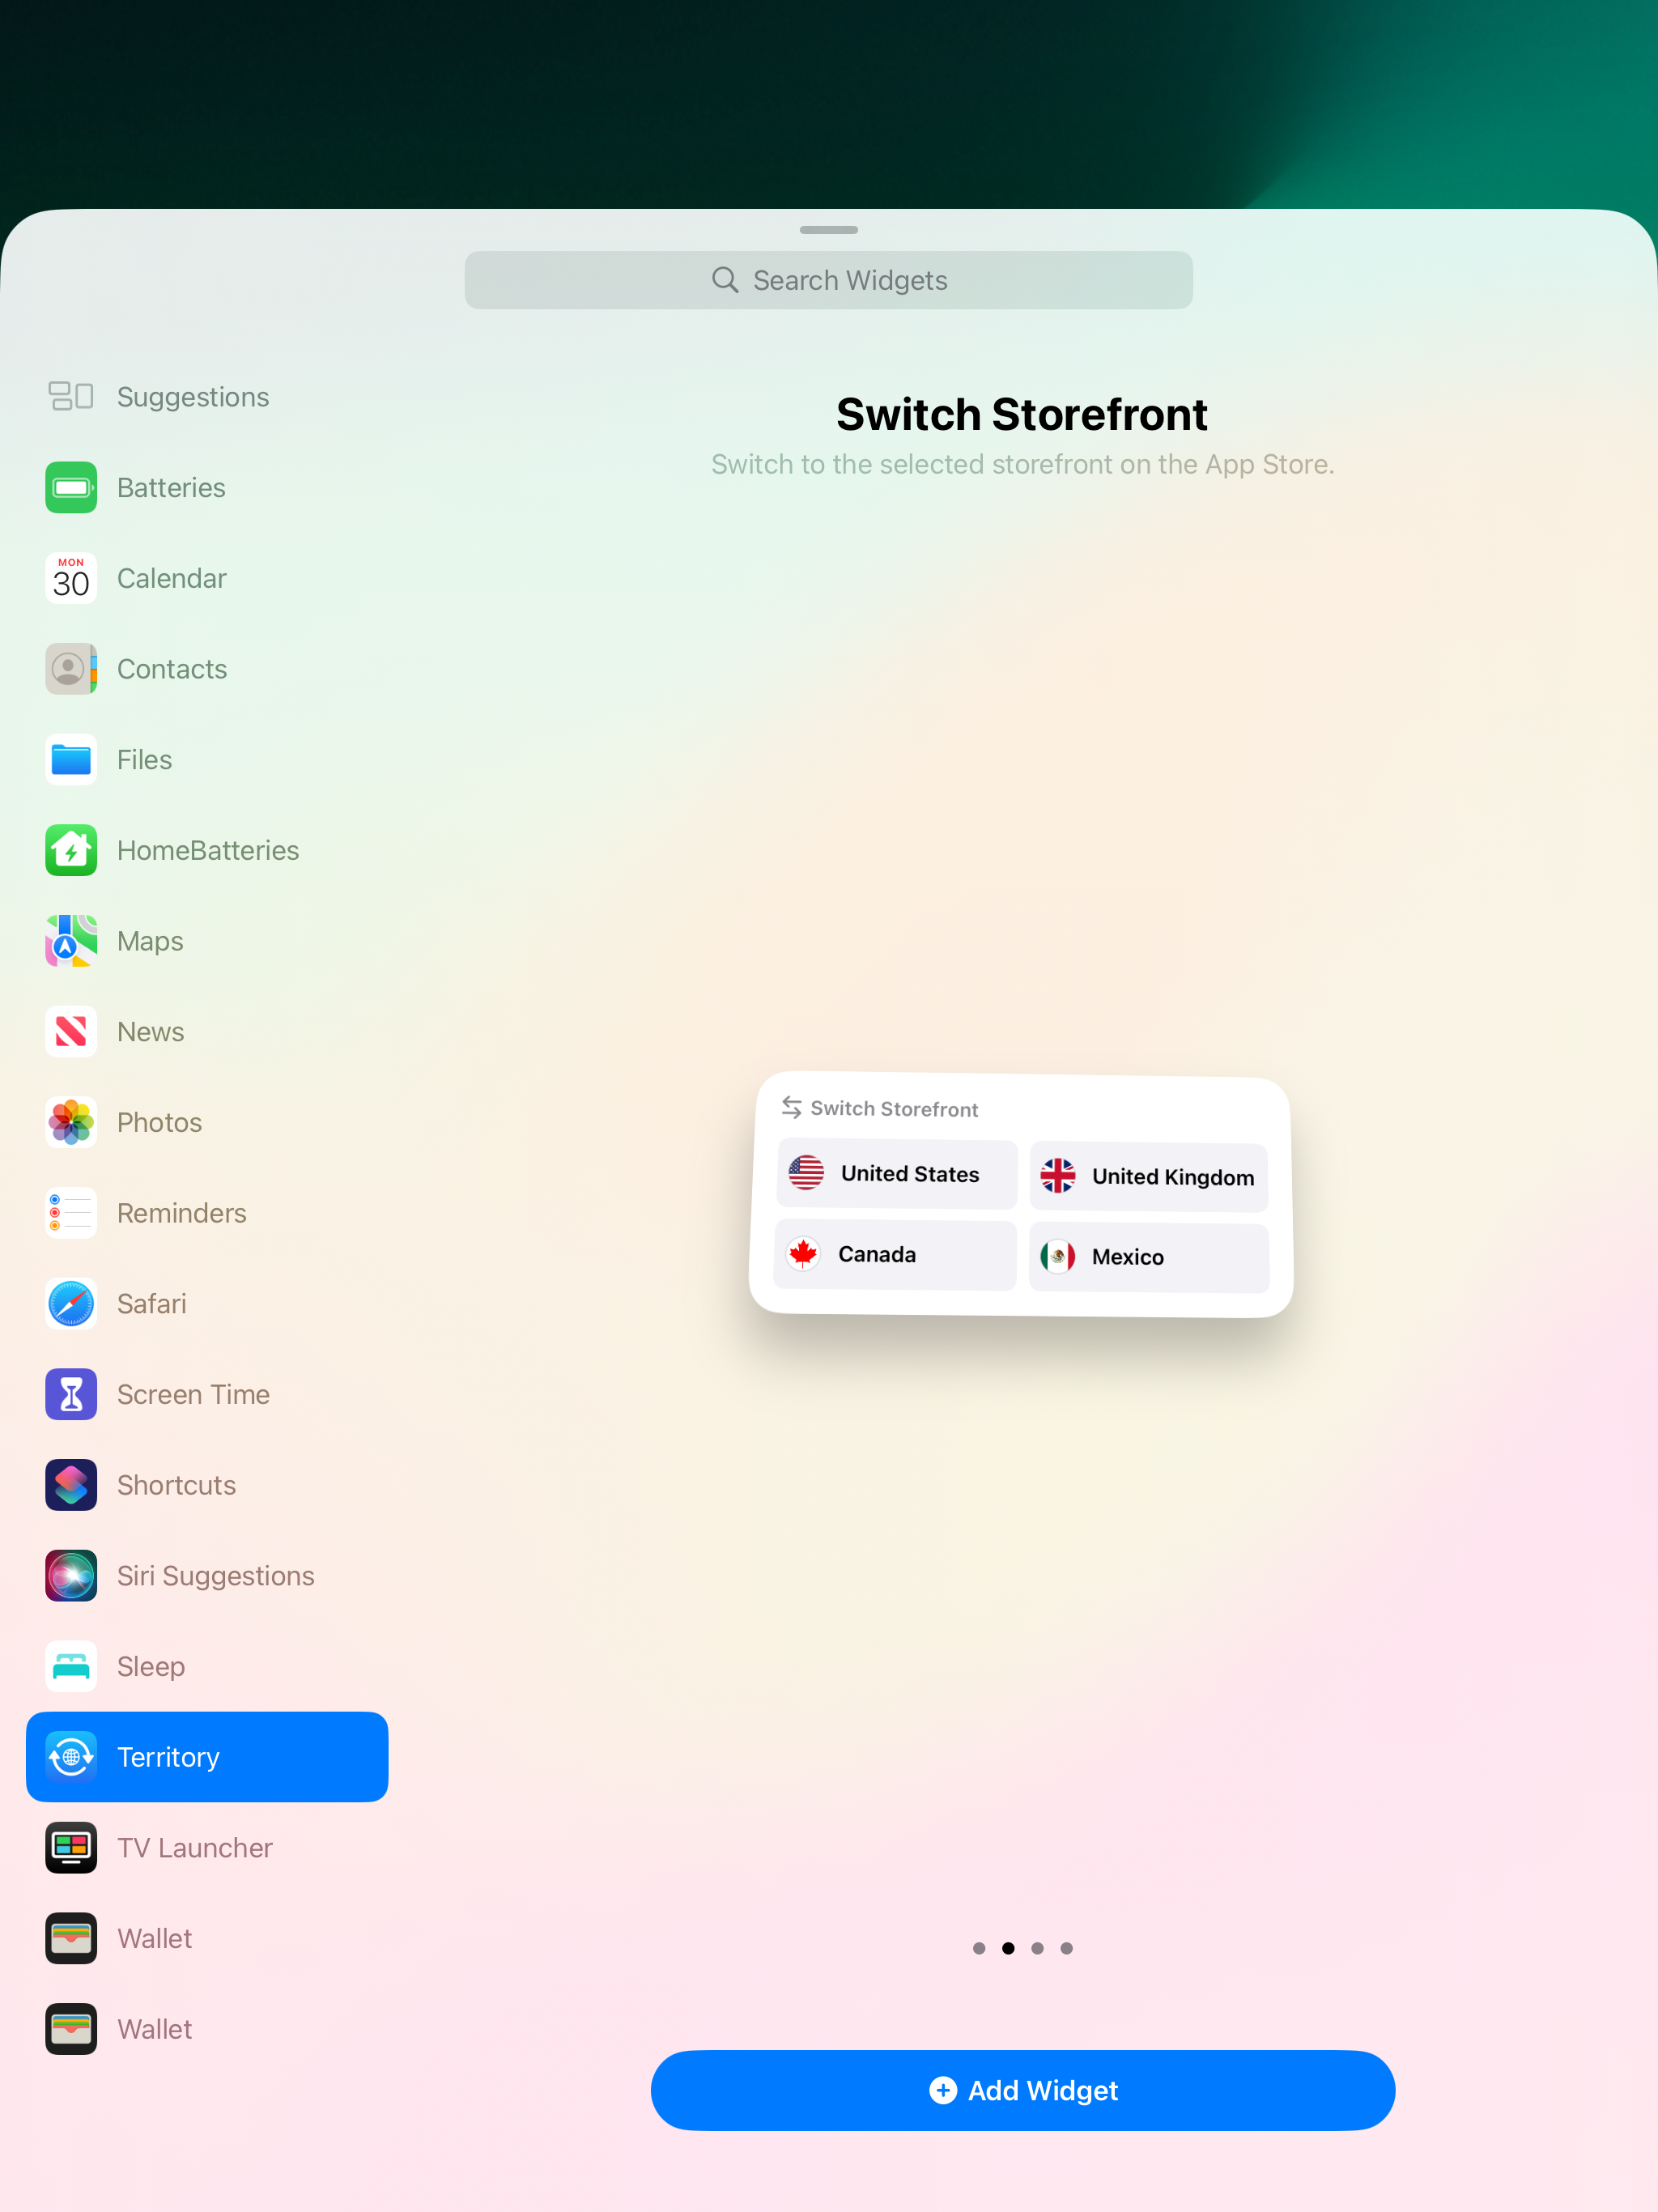 Search Widgets
Suggestions
Batteries
MON
30
Calendar
Contacts
Files
HomeBatteries
Maps
News
Photos
Reminders
Safari
Screen Time
Shortcuts
Siri Suggestions
Sleep
Territory
TV Launcher
Wallet
Wallet
Switch Storefront
Switch to the selected storefront on the App Store.
Switch Storefront
United States
United Kingdom
Canada
Mexico
Add Widget